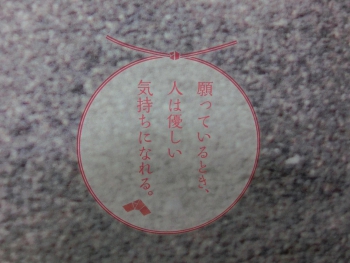 願っているとき、
人は優しい
気持ちになれる。